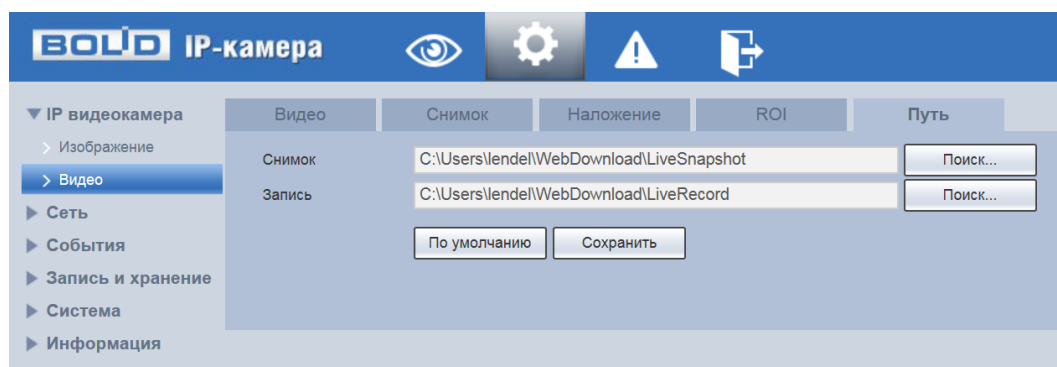 BOLID IP-камера
IP видеокамера
Изображение
Видео
Сеть
События
Запись и хранение
Система
Информация
Видео Снимок Наложение ROI Путь
Снимок C:\Users\lendel\WebDownload\LiveSnapshot Поиск...
Запись C:\Users\lendel\WebDownload\LiveRecord Поиск...
По умолчанию Сохранить